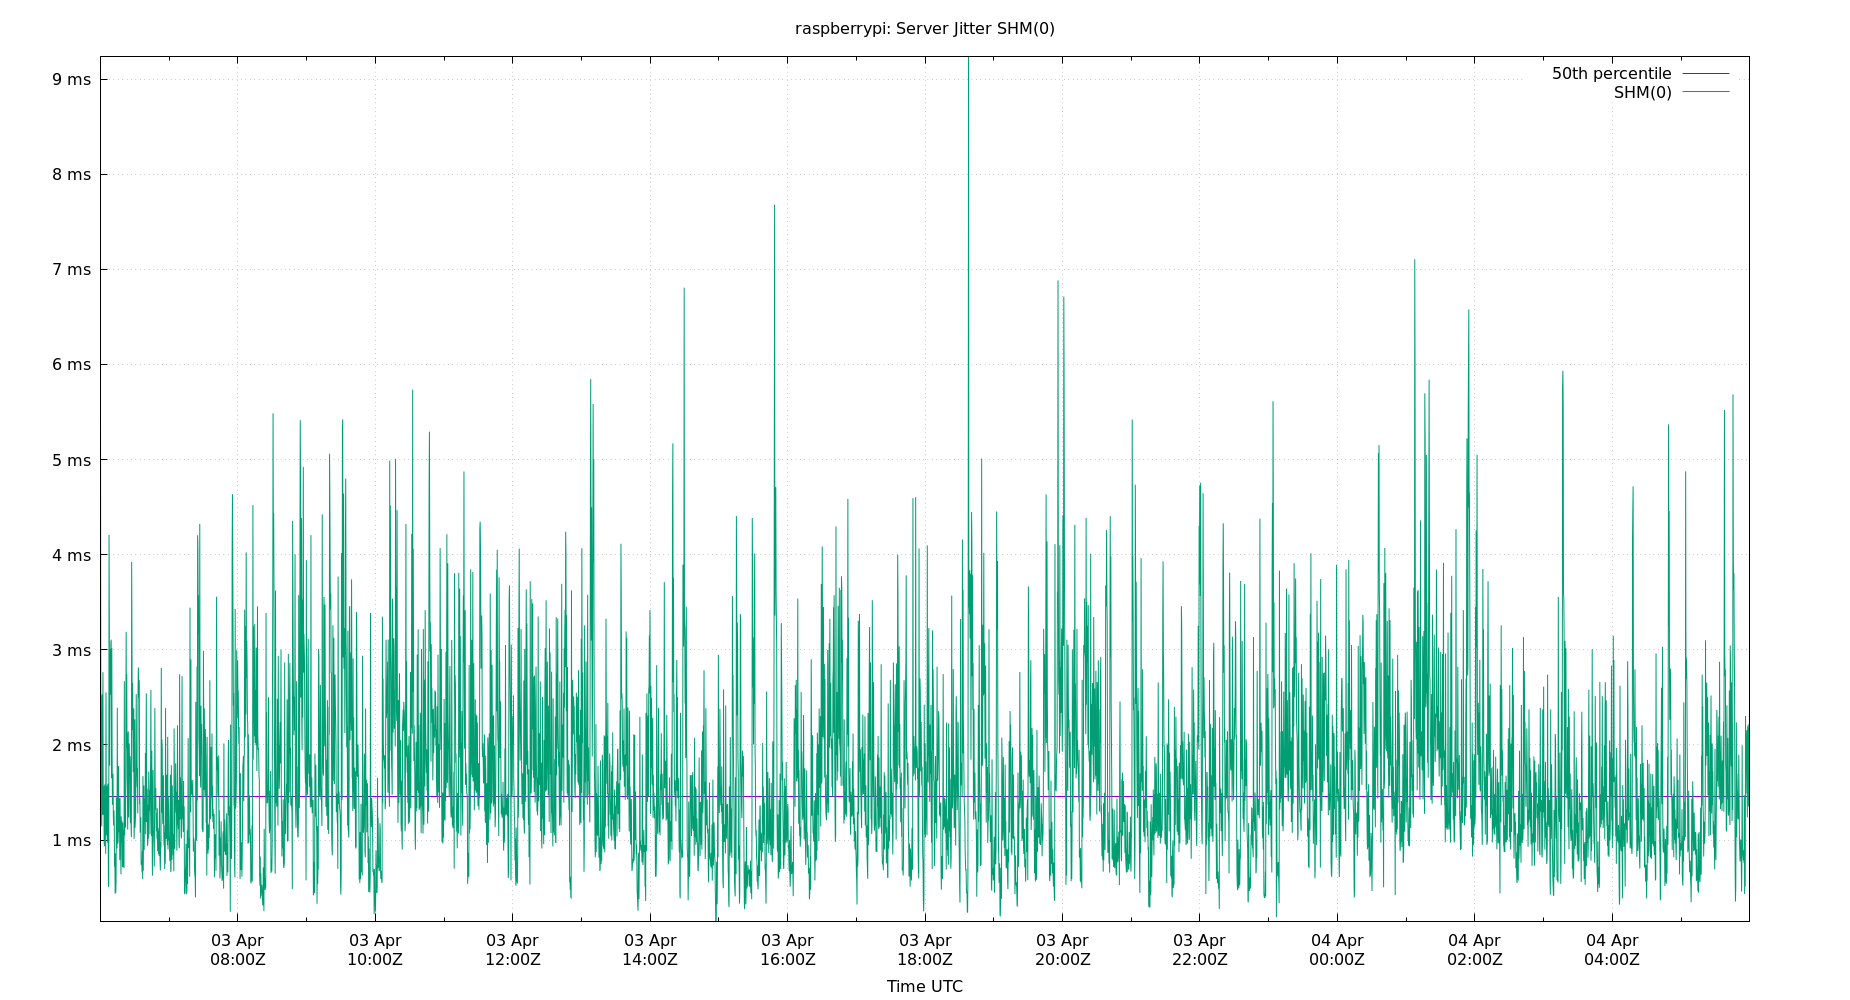 raspberrypi: Server Jitter SHM(0)
50th percentile
SHM(0)
9 ms
8 ms
7 ms
6 ms
5 ms
4 ms
3 ms
2 ms
1 ms
03 Apr 03 Apr 03 Apr 03 Apr 03 Apr 03 Apr 03 Apr 03 Apr 04 Apr 04 Apr 04 Apr
08:00Z 10:00Z 12:00Z 14:00Z 16:00Z 18:00Z 20:00Z 22:00Z 00:00Z 02:00Z 04:00Z
Time UTC